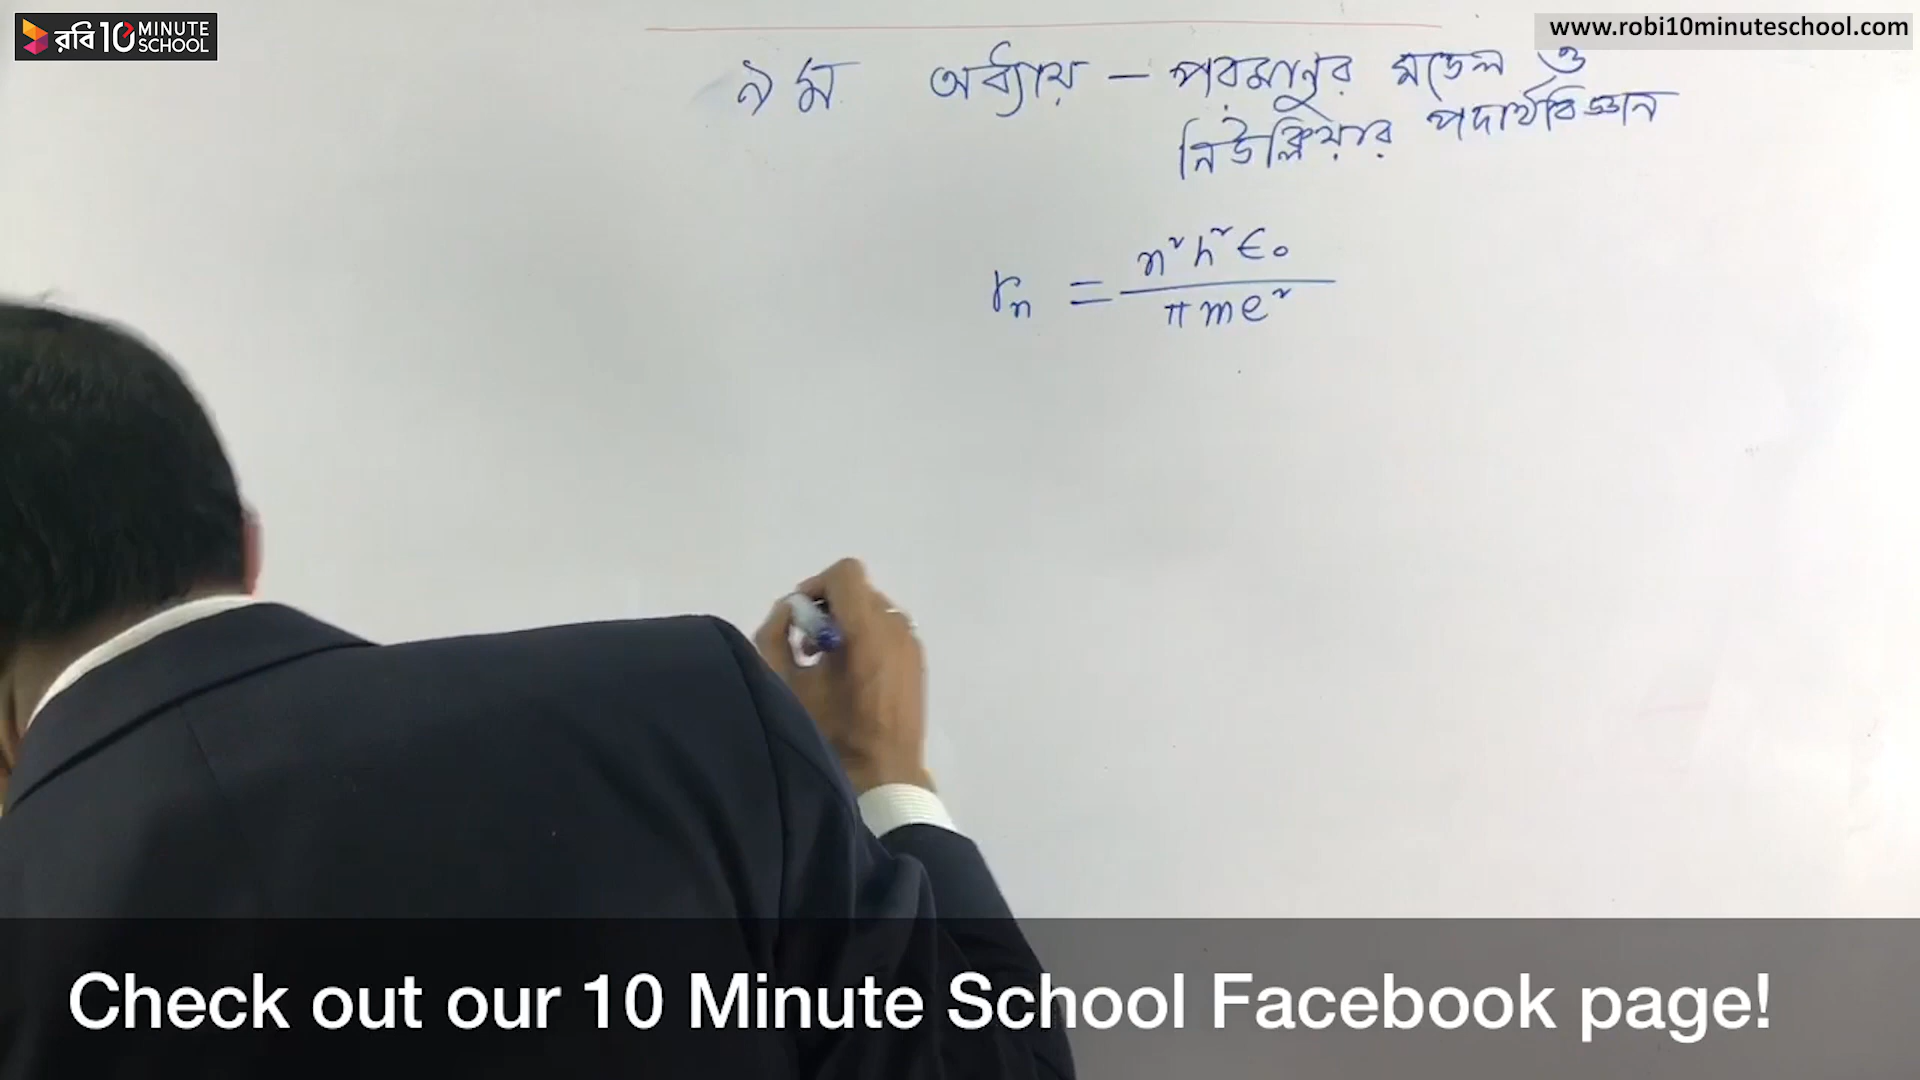 রবি 10 MINUTE SCHOOL
www.robi10minuteschool.com
৯ম অধ্যায় – পরমানুর মডেল ও
নিউক্লিয়ার পদার্থবিজ্ঞান
rₙ = n²h²ϵ₀ / πme²
Check out our 10 Minute School Facebook page!